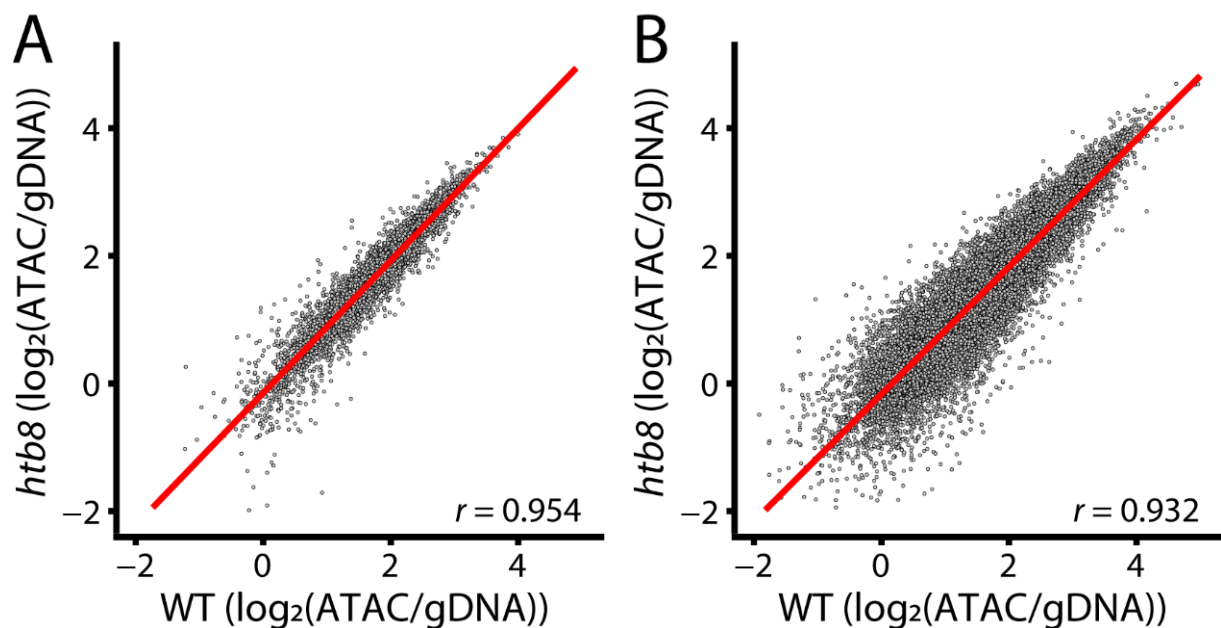 A
htb8 (log₂(ATAC/gDNA))
4
2
0
−2
r = 0.954
−2 0 2 4
WT (log₂(ATAC/gDNA))
B
htb8 (log₂(ATAC/gDNA))
4
2
0
−2
r = 0.932
−2 0 2 4
WT (log₂(ATAC/gDNA))